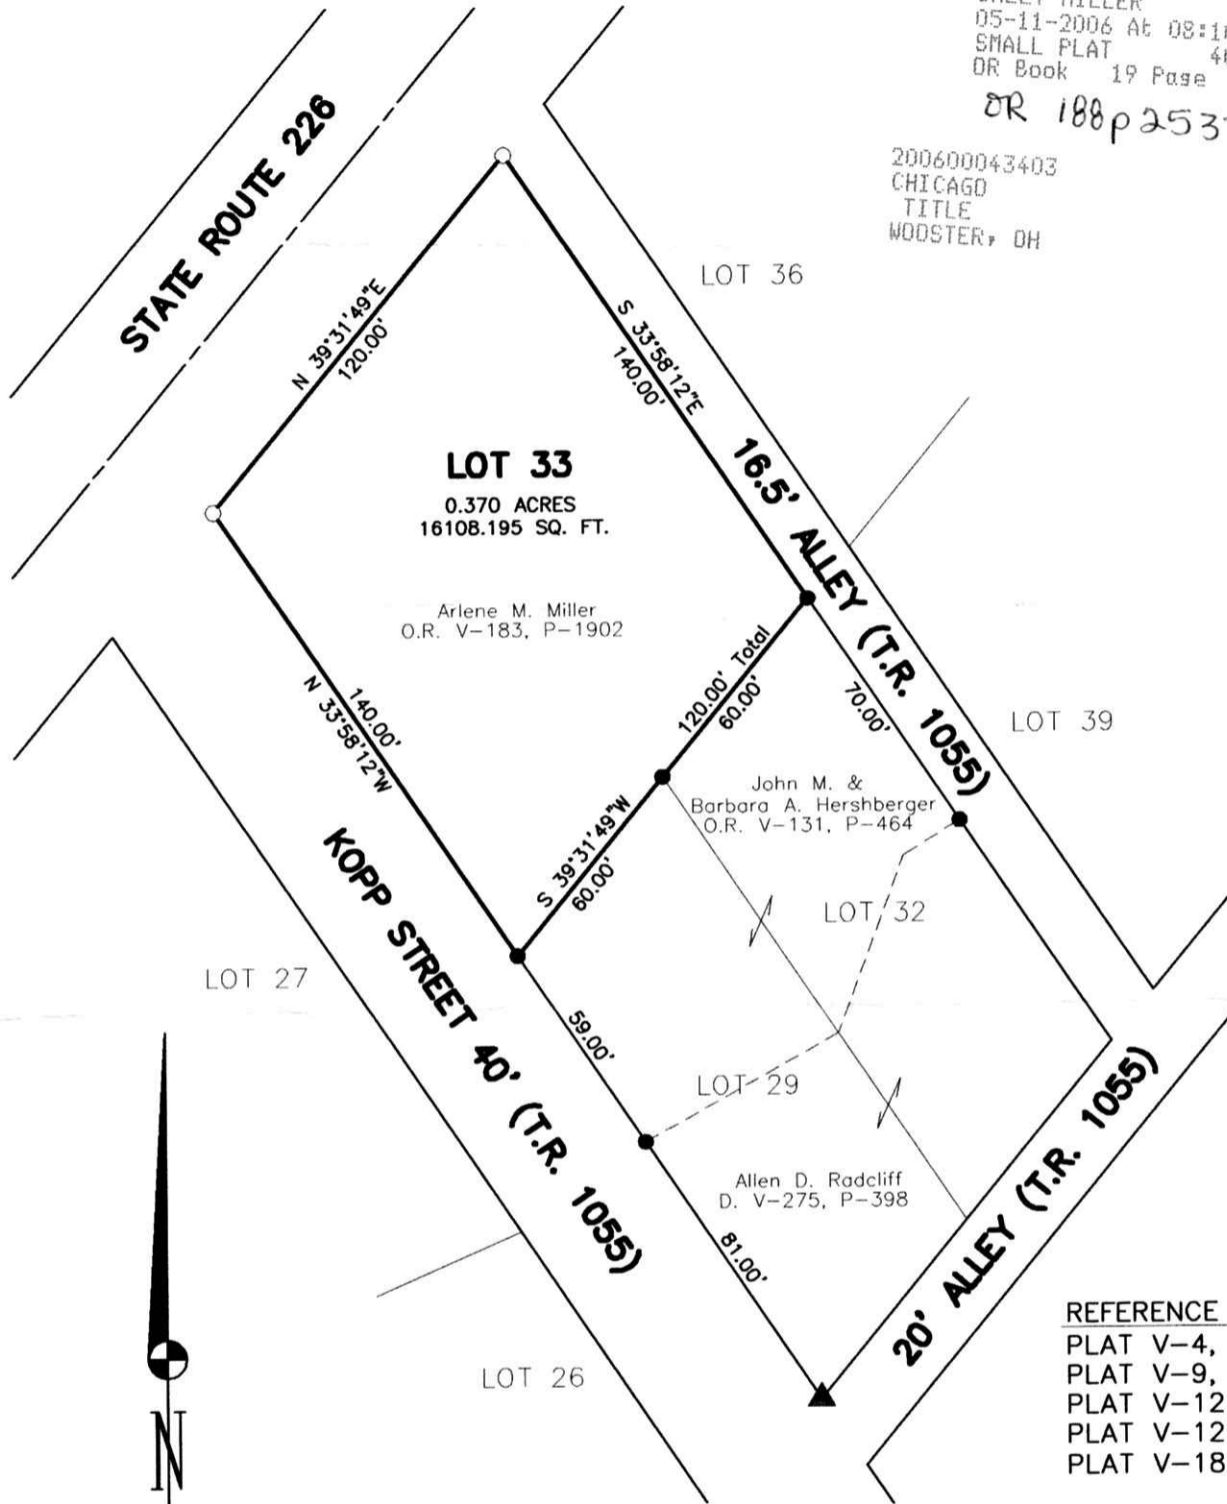 05-11-2006 At 08:1
SMALL PLAT
OR Book 19 Page
OR 188p253
200600043403
CHICAGO
TITLE
WOOSTER, OH
STATE ROUTE 226
LOT 36
N 39°31'49"E
120.00'
S 33°58'12"E
140.00'
LOT 33
0.370 ACRES
16108.195 SQ. FT.
Arlene M. Miller
O.R. V-183, P-1902
16.5' ALLEY (T.R. 1055)
140.00'
N 33°58'12"W
120.00' Total
60.00'
70.00'
LOT 39
John M. &
Barbara A. Hershberger
O.R. V-131, P-464
S 39°31'49"W
60.00'
KOPP STREET 40' (T.R. 1055)
LOT 32
LOT 27
59.00'
LOT 29
Allen D. Radcliff
D. V-275, P-398
81.00'
20' ALLEY (T.R. 1055)
LOT 26
N
REFERENCE
PLAT V-4,
PLAT V-9,
PLAT V-12
PLAT V-12
PLAT V-18